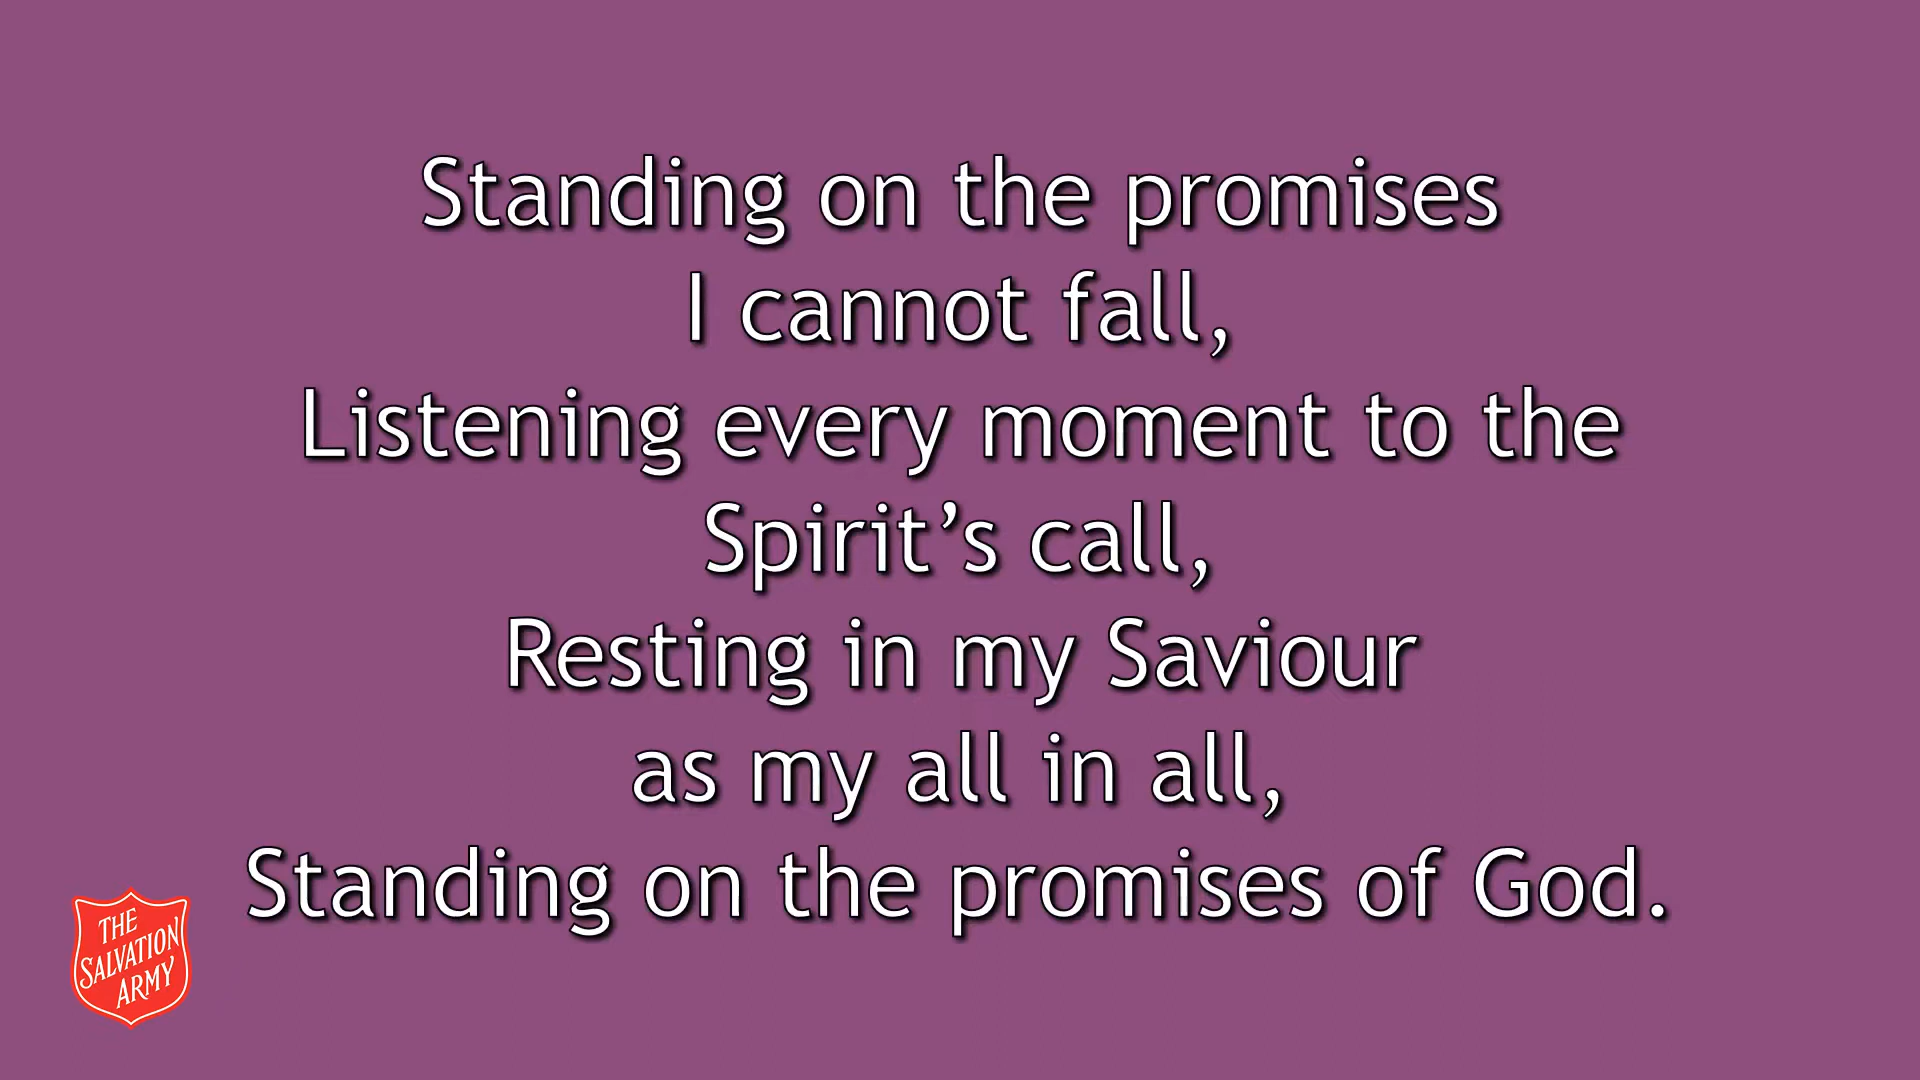 Standing on the promises
I cannot fall,
Listening every moment to the
Spirit’s call,
Resting in my Saviour
as my all in all,
Standing on the promises of God.
THE
SALVATION
ARMY